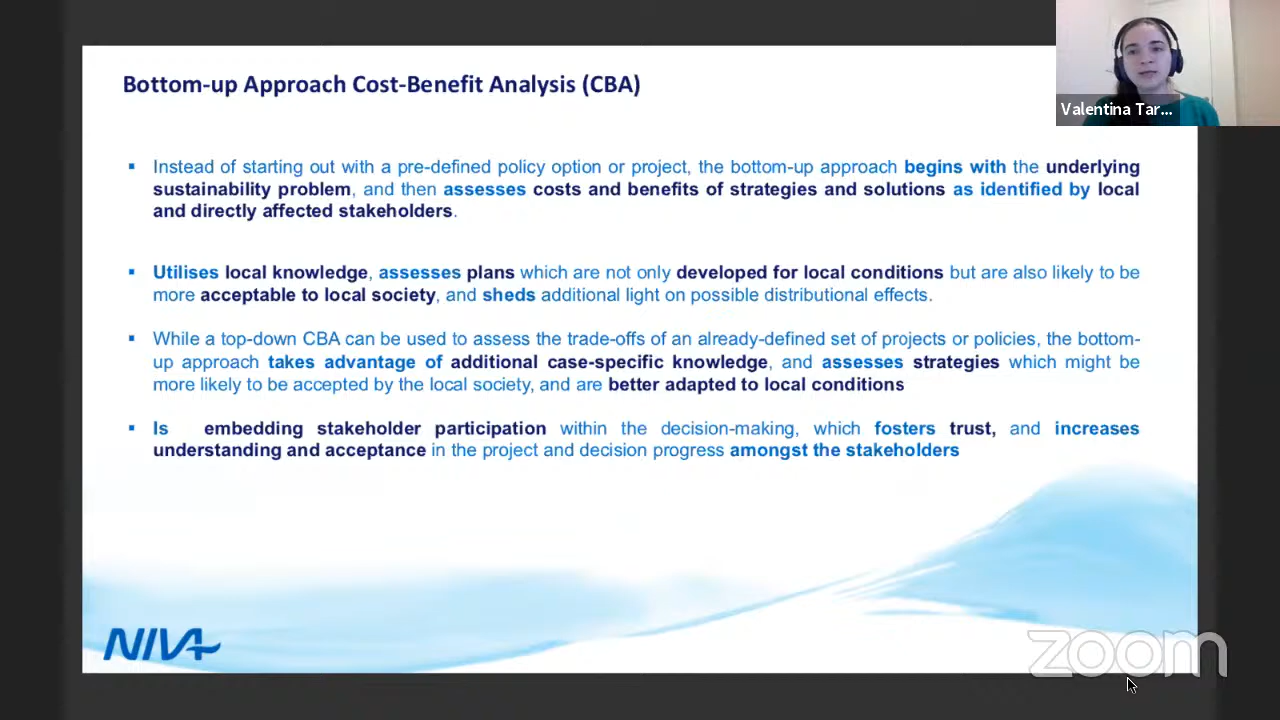 Bottom-up Approach Cost-Benefit Analysis (CBA)
Valentina Tar...
▪ Instead of starting out with a pre-defined policy option or project, the bottom-up approach begins with the underlying
sustainability problem, and then assesses costs and benefits of strategies and solutions as identified by local
and directly affected stakeholders.
▪ Utilises local knowledge, assesses plans which are not only developed for local conditions but are also likely to be
more acceptable to local society, and sheds additional light on possible distributional effects.
▪ While a top-down CBA can be used to assess the trade-offs of an already-defined set of projects or policies, the bottom-
up approach takes advantage of additional case-specific knowledge, and assesses strategies which might be
more likely to be accepted by the local society, and are better adapted to local conditions
▪ Is embedding stakeholder participation within the decision-making, which fosters trust, and increases
understanding and acceptance in the project and decision progress amongst the stakeholders
NIVA
zoom